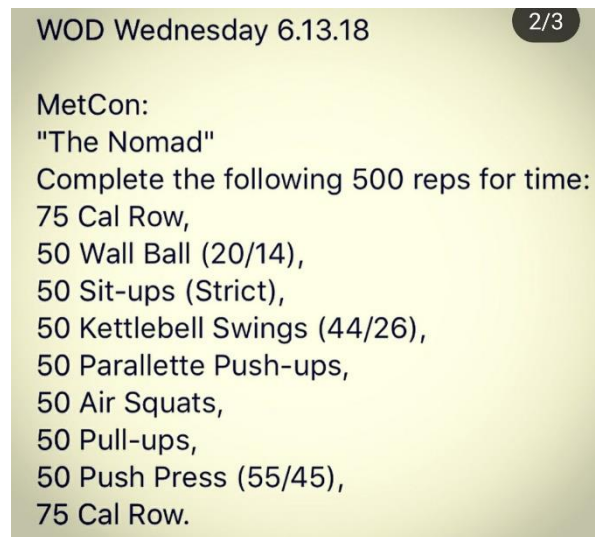 WOD Wednesday 6.13.18
2/3
MetCon:
"The Nomad"
Complete the following 500 reps for time:
75 Cal Row,
50 Wall Ball (20/14),
50 Sit-ups (Strict),
50 Kettlebell Swings (44/26),
50 Parallette Push-ups,
50 Air Squats,
50 Pull-ups,
50 Push Press (55/45),
75 Cal Row.